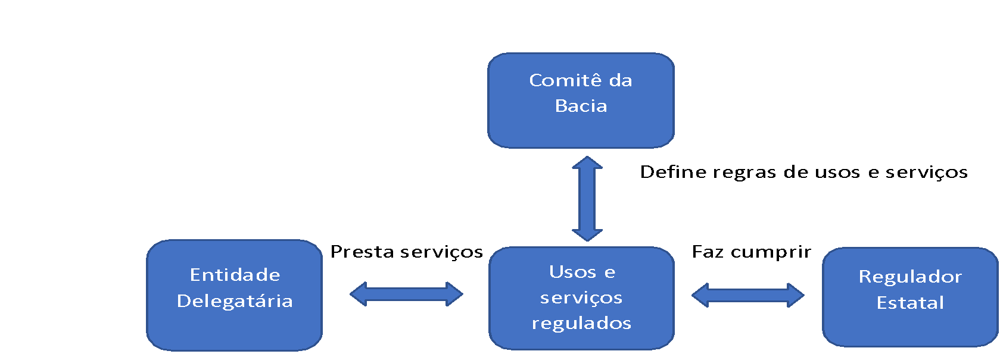 Comitê da
Bacia
Define regras de usos e serviços
Presta serviços
Faz cumprir
Entidade
Delegatária
Usos e
serviços
regulados
Regulador
Estatal